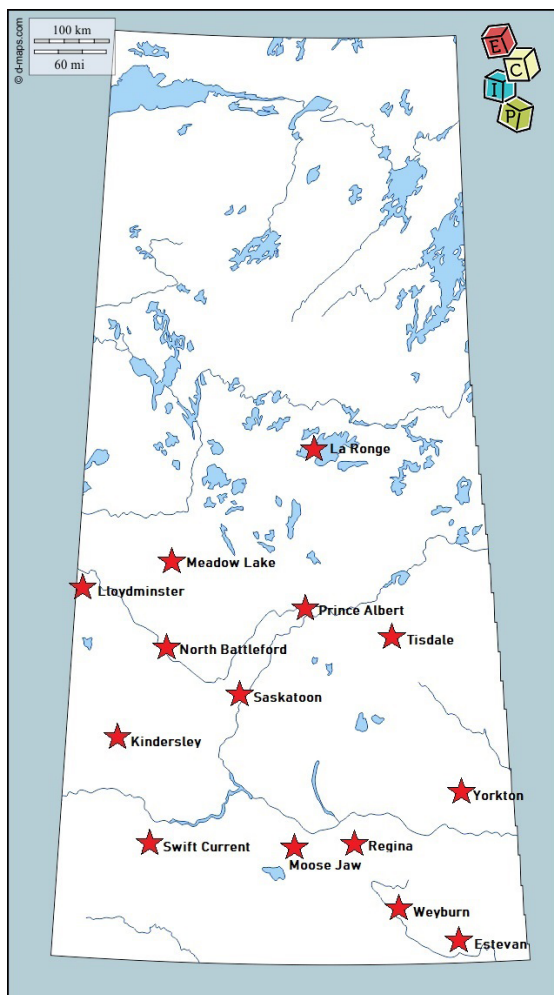 100 km
60 mi
© d-maps.com
E
C
I
P
La Ronge
Meadow Lake
Lloydminster
Prince Albert
Tisdale
North Battleford
Saskatoon
Kindersley
Yorkton
Swift Current
Moose Jaw
Regina
Weyburn
Estevan